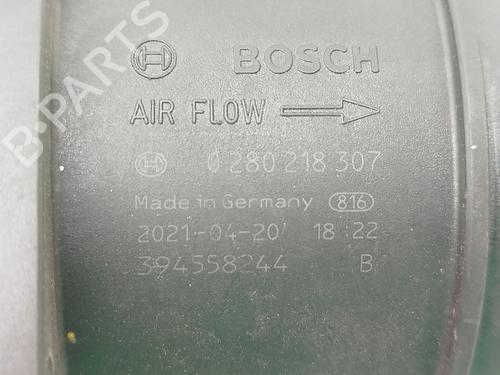 B-PARTS
BOSCH
AIR FLOW
0 280 218 307
Made in Germany 816
2021-04-20 18:22
394558244 B